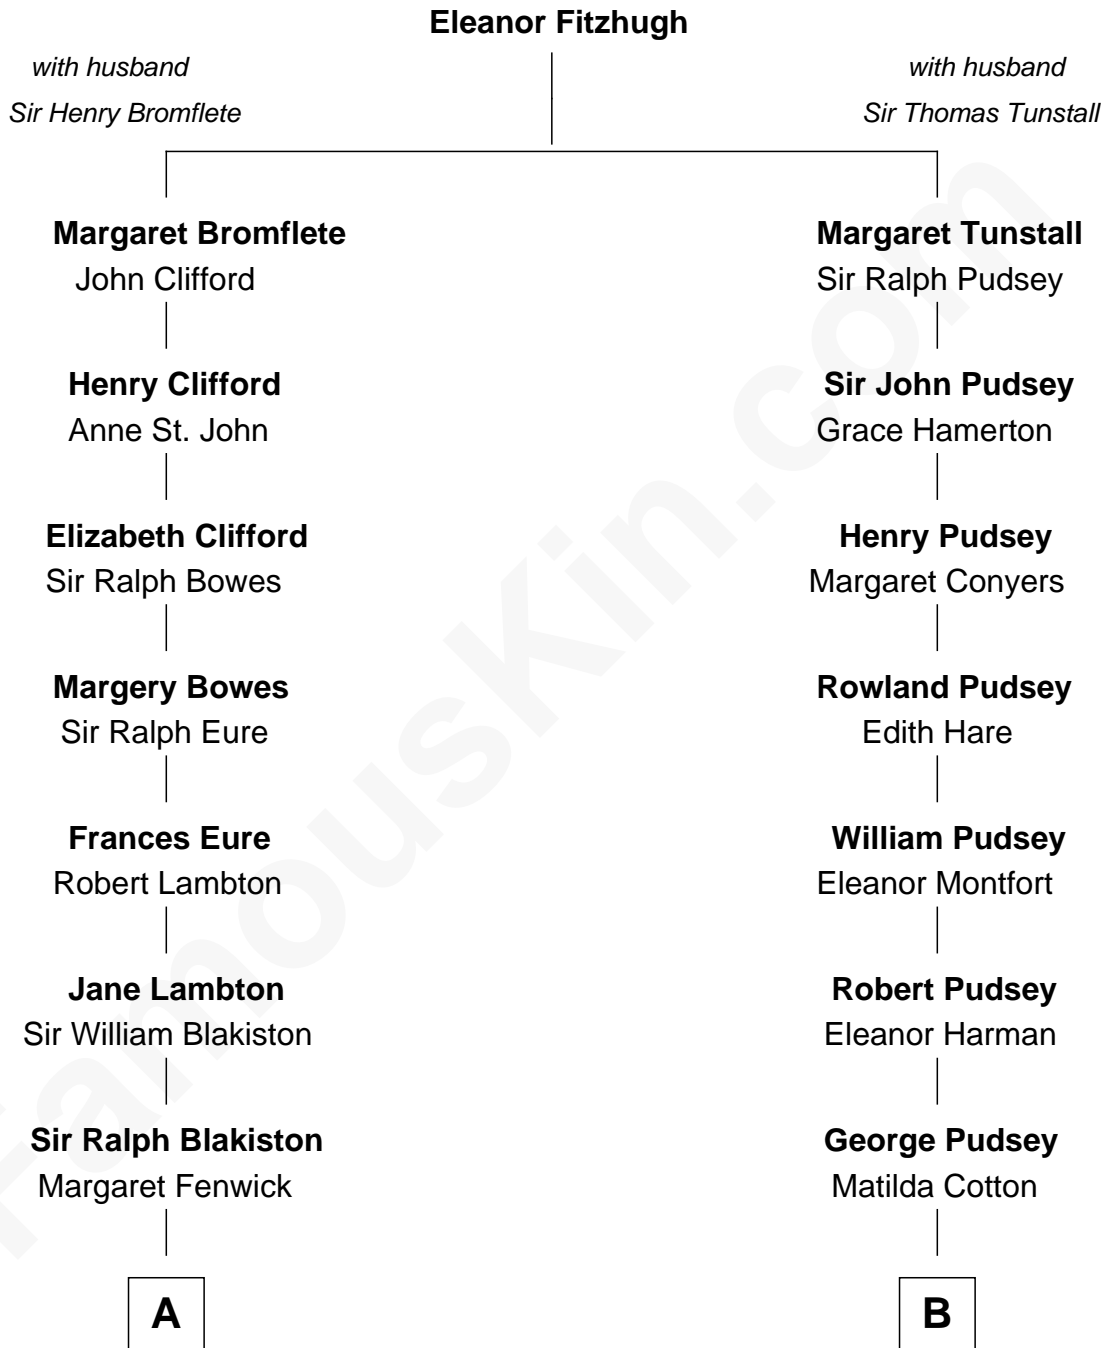 Eleanor Fitzhugh
with husband
Sir Henry Bromflete
with husband
Sir Thomas Tunstall
Margaret Bromflete
John Clifford
Margaret Tunstall
Sir Ralph Pudsey
Henry Clifford
Anne St. John
Sir John Pudsey
Grace Hamerton
Elizabeth Clifford
Sir Ralph Bowes
Henry Pudsey
Margaret Conyers
Margery Bowes
Sir Ralph Eure
Rowland Pudsey
Edith Hare
Frances Eure
Robert Lambton
William Pudsey
Eleanor Montfort
Jane Lambton
Sir William Blakiston
Robert Pudsey
Eleanor Harman
Sir Ralph Blakiston
Margaret Fenwick
George Pudsey
Matilda Cotton
A
B
FamousKin.com